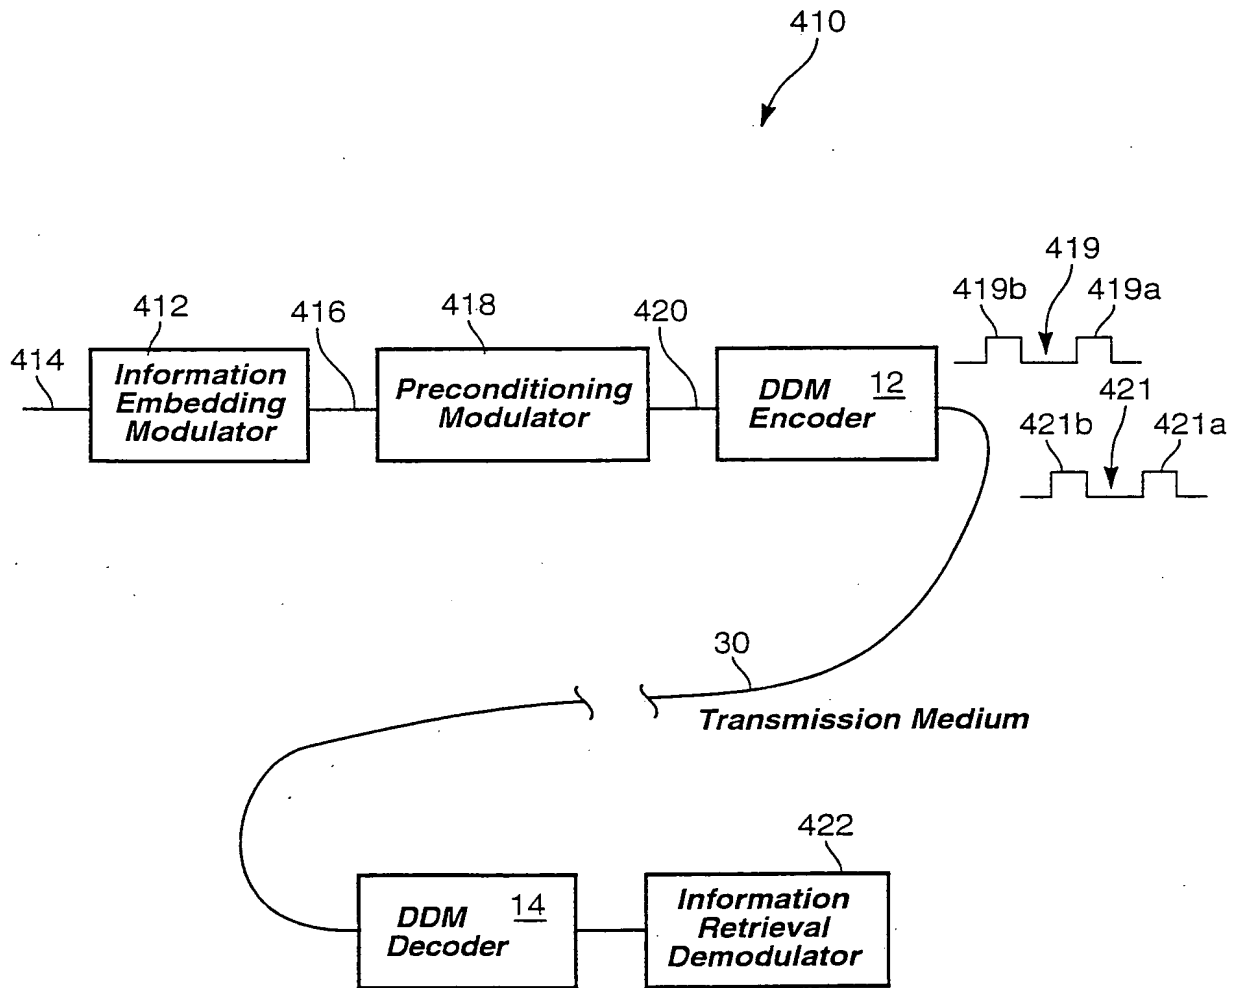 410
419
419b
419a
412
418
416
420
414
Information
Embedding
Modulator
Preconditioning
Modulator
DDM 12
Encoder
421
421b
421a
30
Transmission Medium
422
DDM 14
Decoder
Information
Retrieval
Demodulator